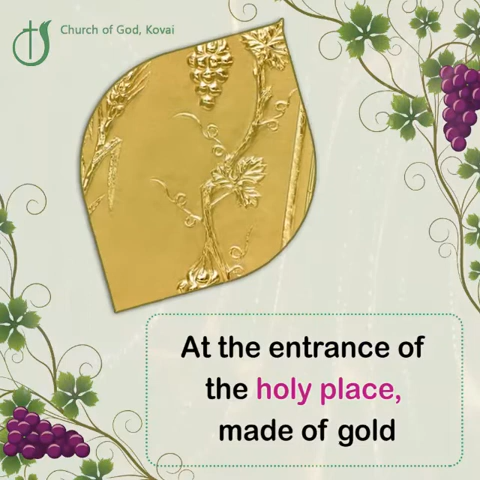 Church of God, Kovai
At the entrance of
the holy place,
made of gold